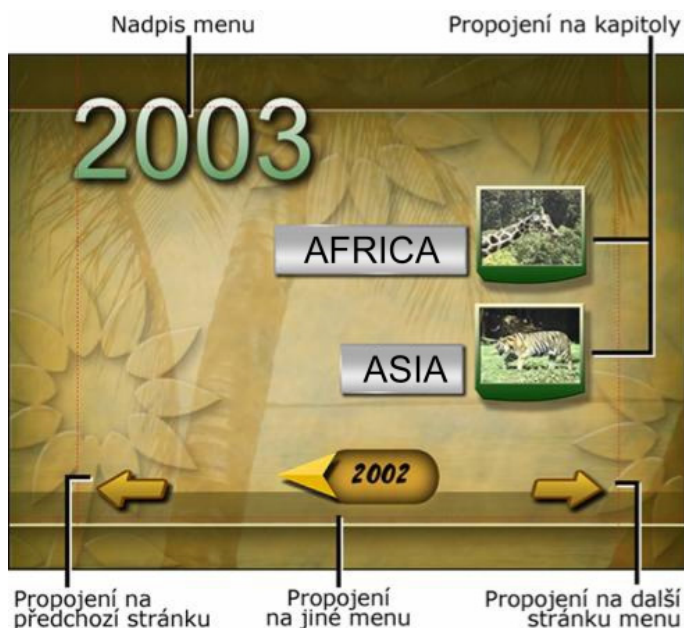 Nadpis menu
Propojení na kapitoly
2003
AFRICA
ASIA
2002
Propojení na
předchozí stránku
Propojení
na jiné menu
Propojení na další
stránku menu